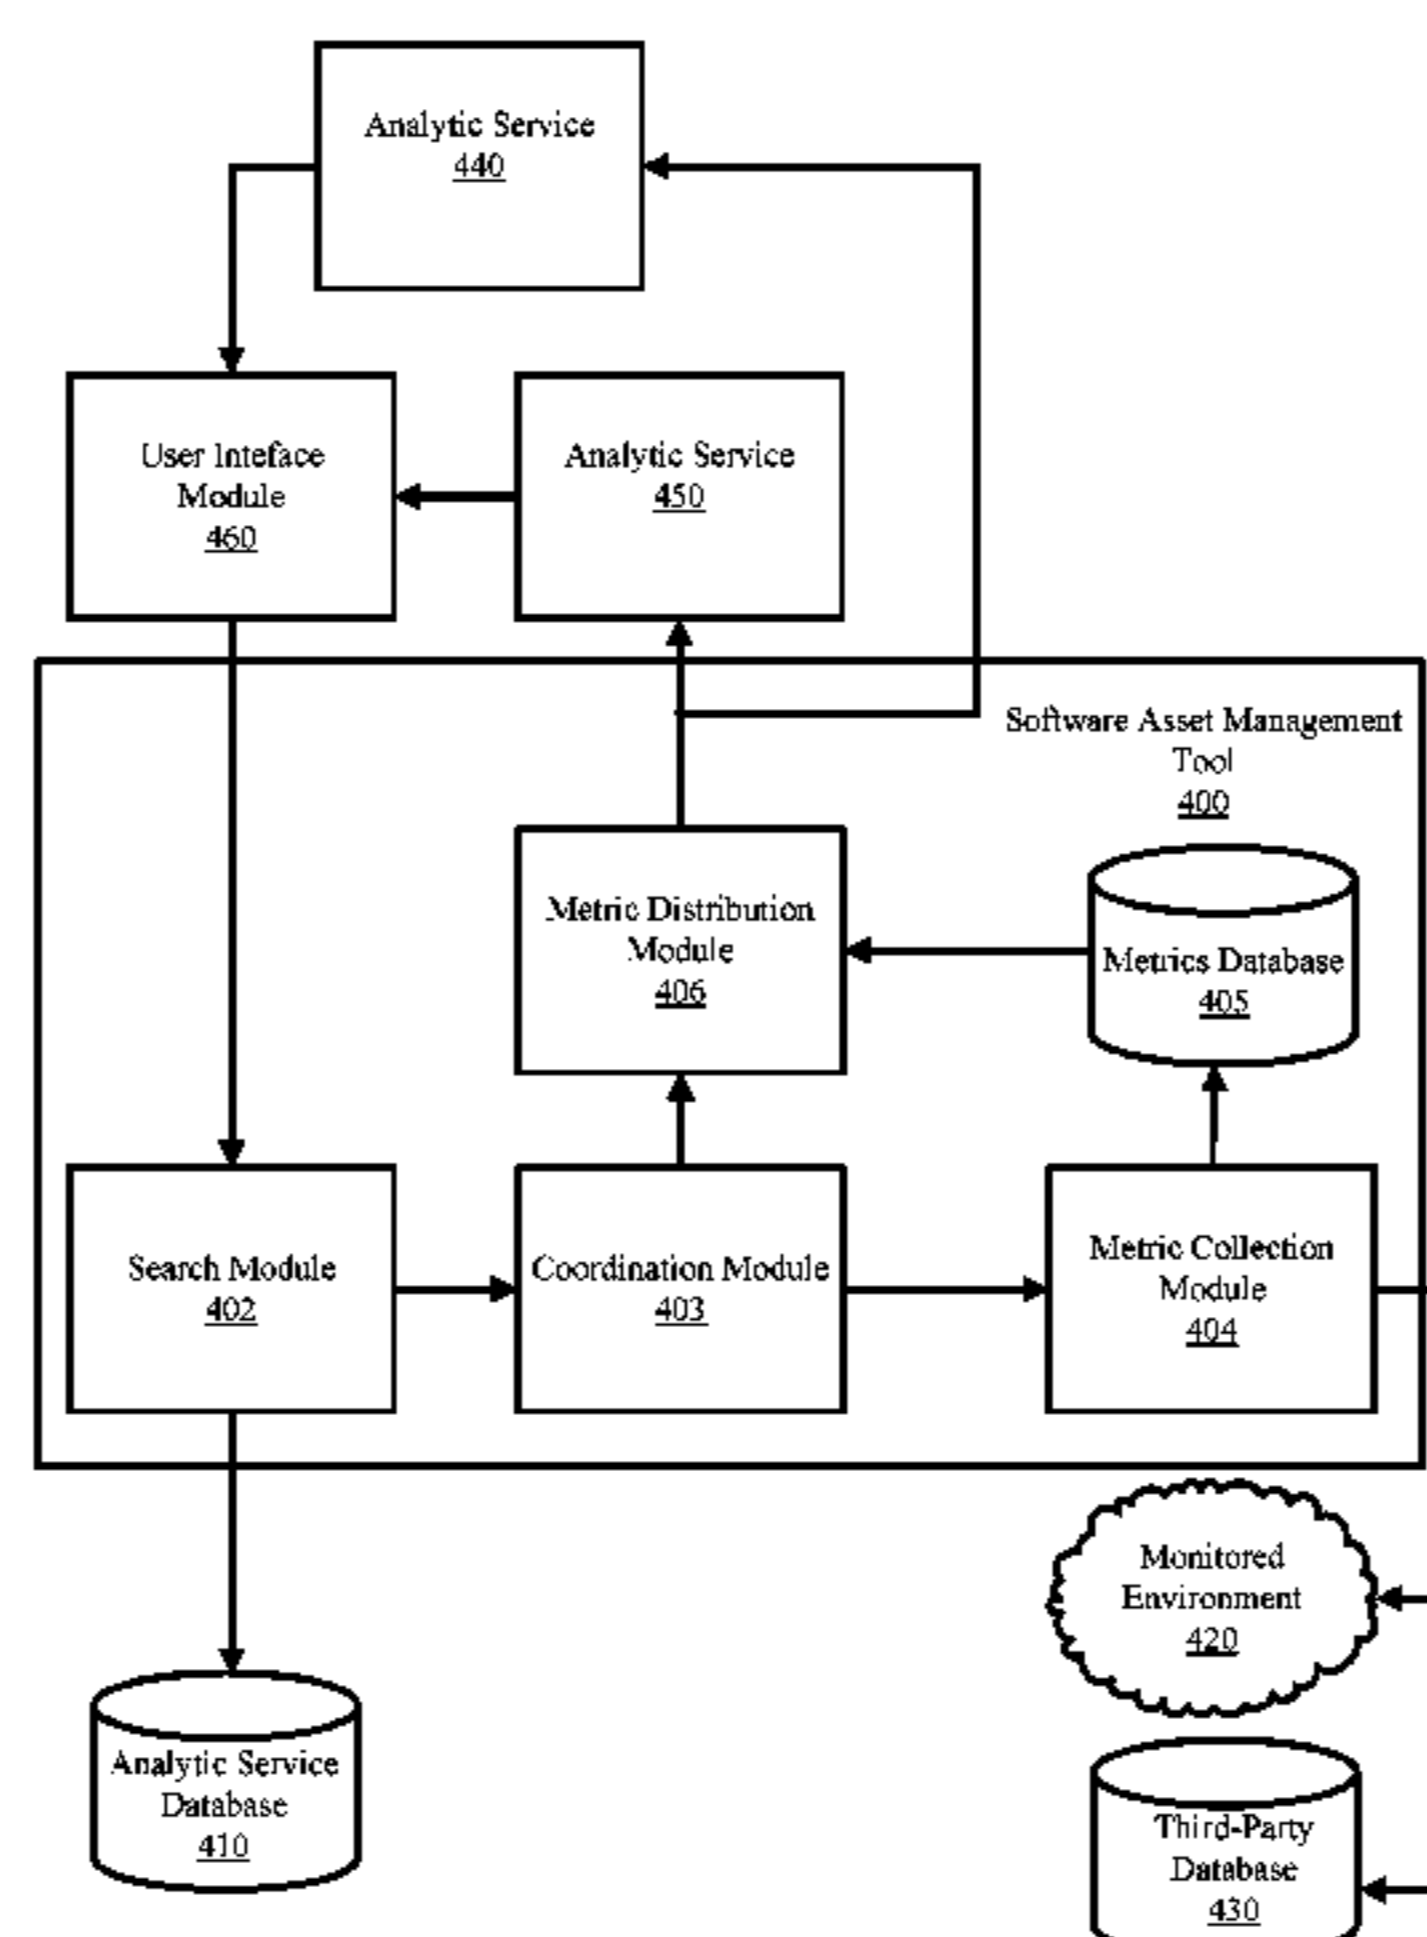 Analytic Service
440
User Inteface
Module
460
Analytic Service
450
Software Asset Management
Tool
400
Metric Distribution
Module
406
Metrics Database
405
Search Module
402
Coordination Module
403
Metric Collection
Module
404
Monitored
Environment
420
Analytic Service
Database
410
Third-Party
Database
430